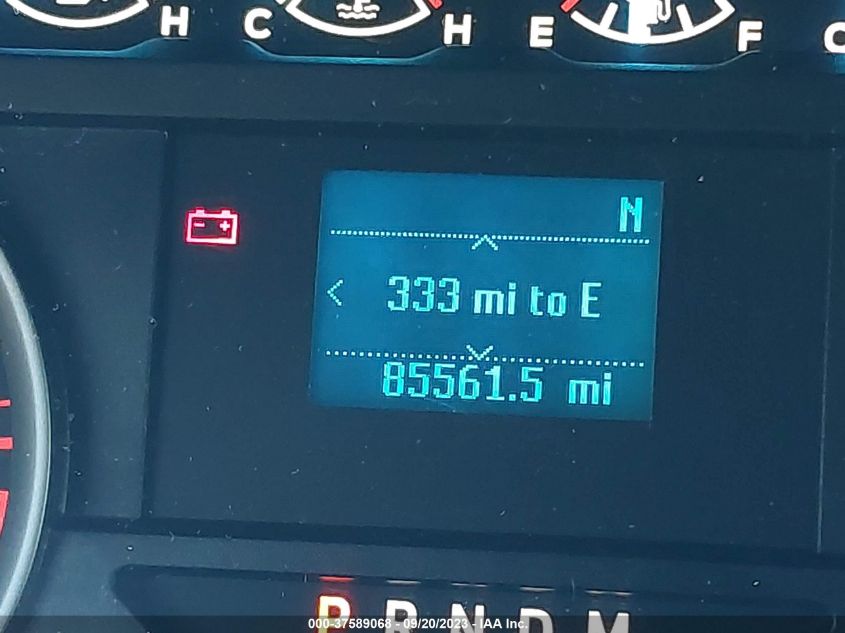 H C H E F C
N
- +
< 333 mi to E
85561.5 mi
P R N D M
000-37589068 - 09/20/2023 - IAA Inc.